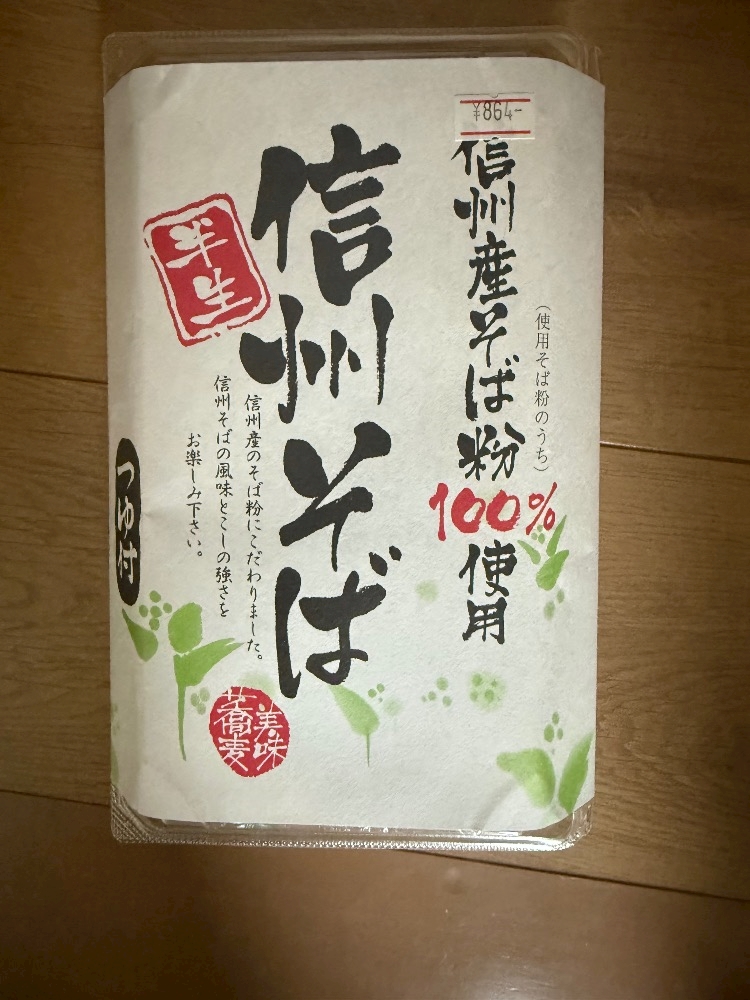 ¥864-
(使用そば粉のうち)
信州産そば粉
100%
使用
信州そば
半生
信州産のそば粉にこだわりました。
信州そばの風味とこしの強さを
お楽しみ下さい。
つゆ付
美味
蕎麦